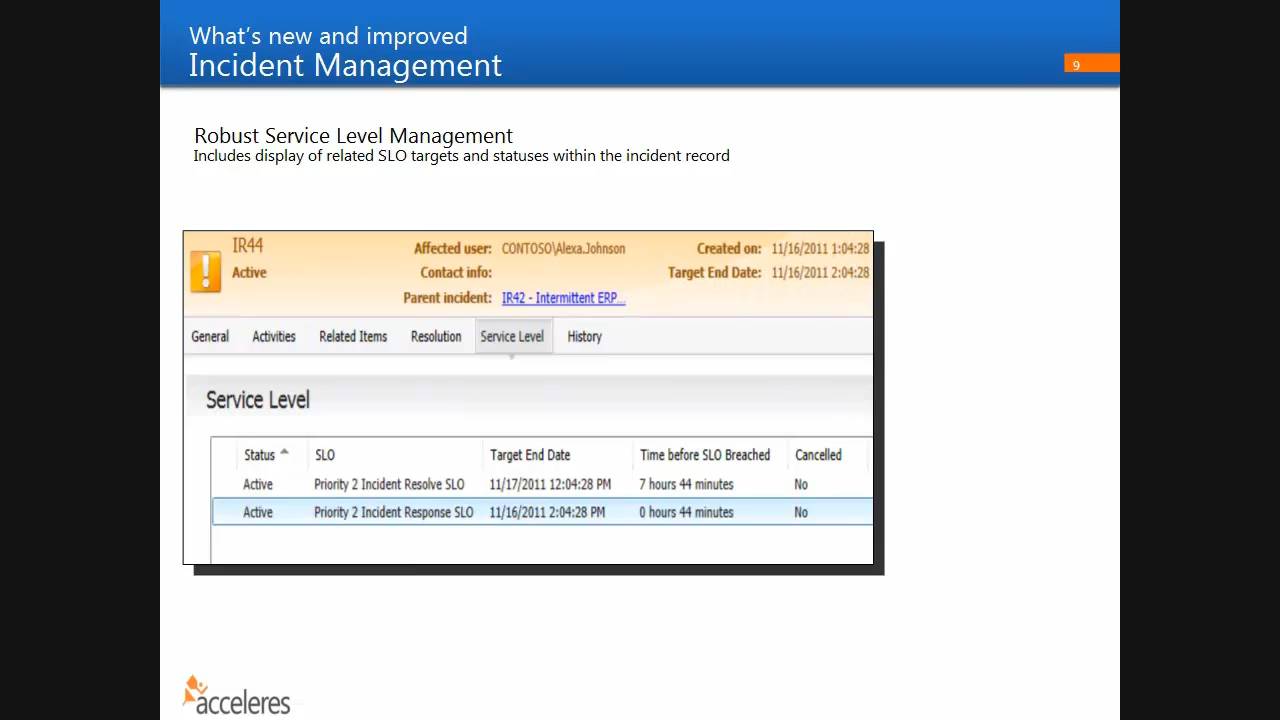 What's new and improved
Incident Management
9
Robust Service Level Management
Includes display of related SLO targets and statuses within the incident record
IR44
Active
Affected user: CONTOSO\Alexa.Johnson
Contact info:
Parent incident: IR42 - Intermittent ERP...
Created on: 11/16/2011 1:04:28
Target End Date: 11/16/2011 2:04:28
General Activities Related Items Resolution Service Level History
Service Level
Status SLO Target End Date Time before SLO Breached Cancelled
Active Priority 2 Incident Resolve SLO 11/17/2011 12:04:28 PM 7 hours 44 minutes No
Active Priority 2 Incident Response SLO 11/16/2011 2:04:28 PM 0 hours 44 minutes No
acceleres